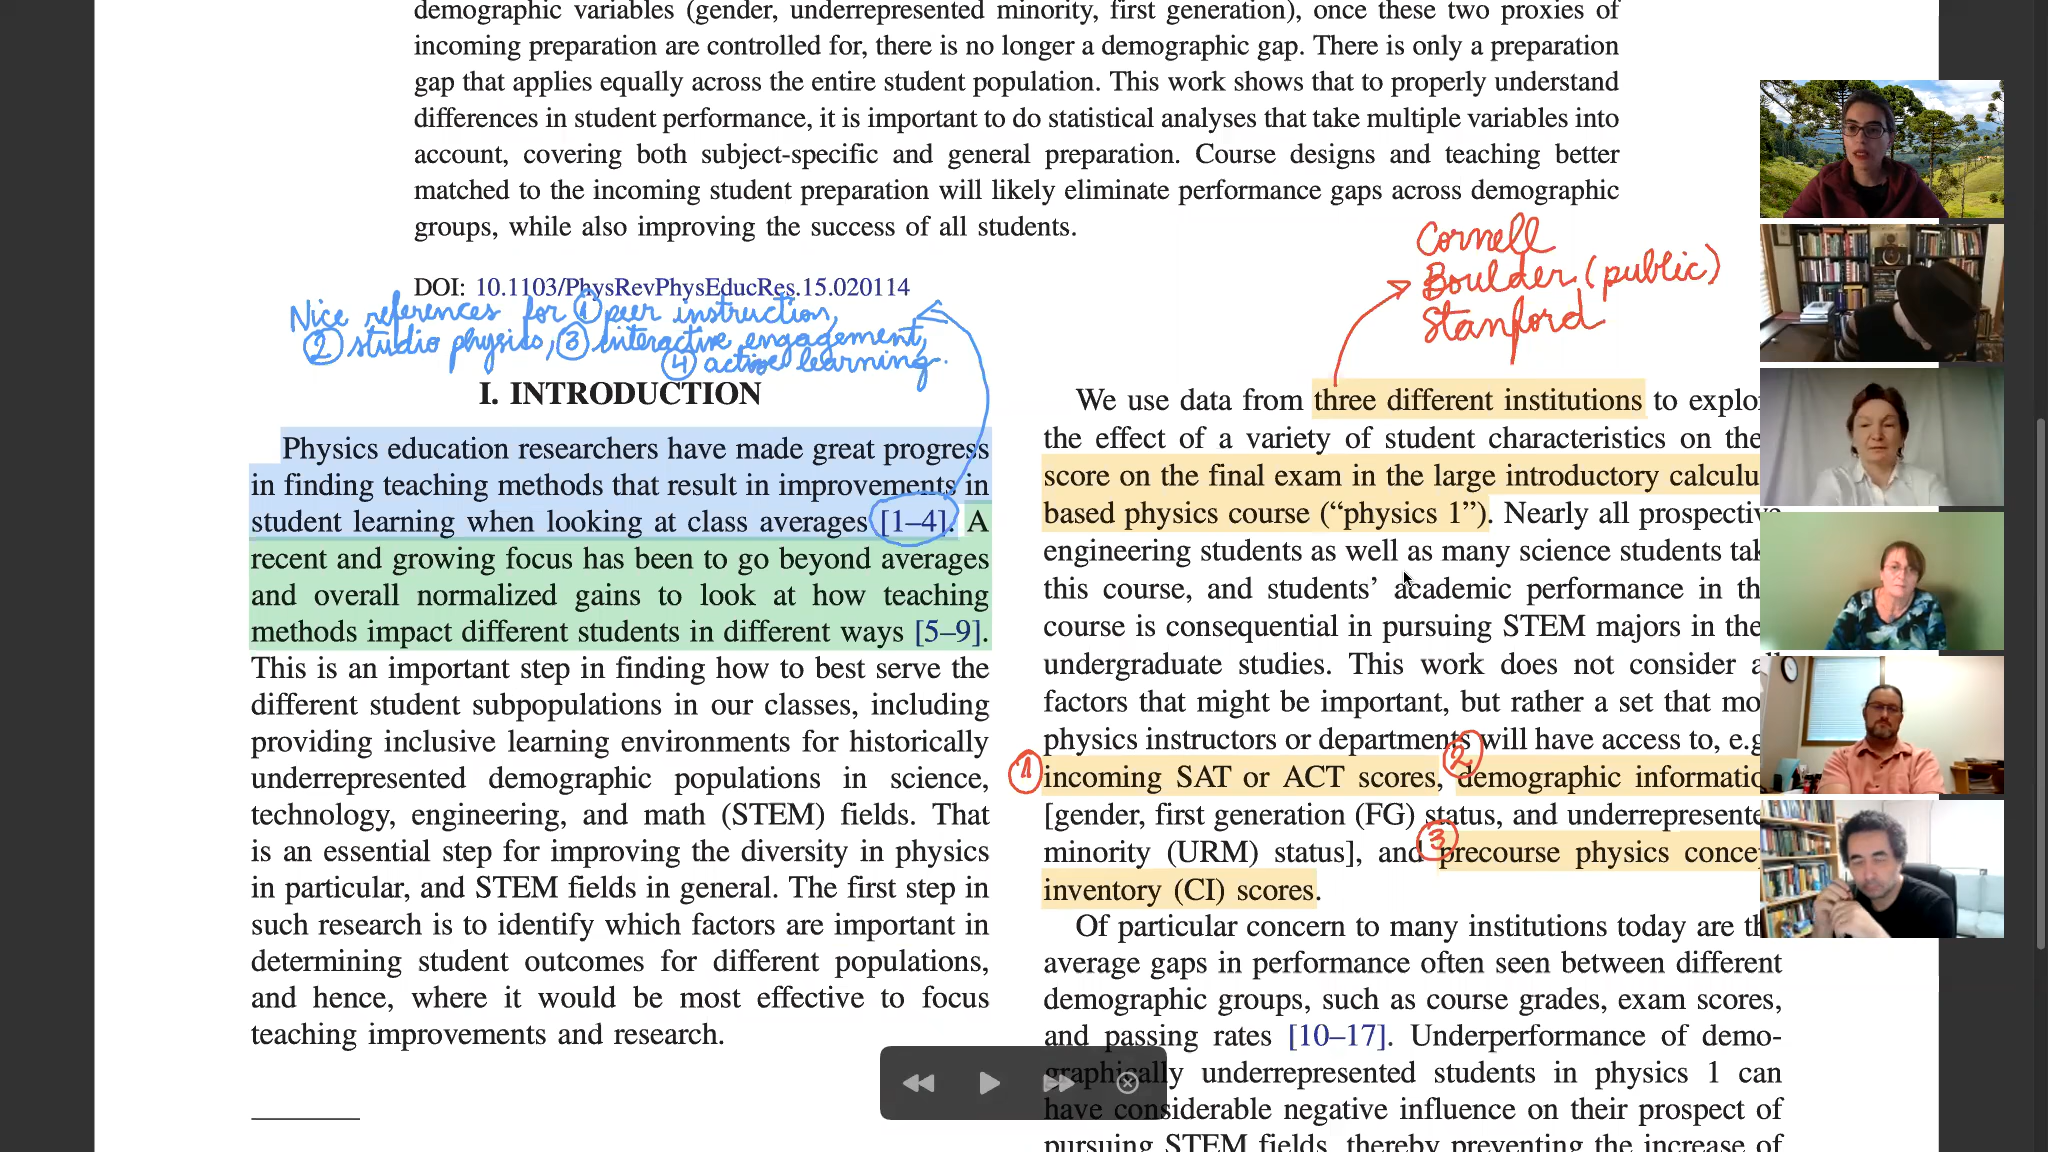 demographic variables (gender, underrepresented minority, first generation), once these two proxies of
incoming preparation are controlled for, there is no longer a demographic gap. There is only a preparation
gap that applies equally across the entire student population. This work shows that to properly understand
differences in student performance, it is important to do statistical analyses that take multiple variables into
account, covering both subject-specific and general preparation. Course designs and teaching better
matched to the incoming student preparation will likely eliminate performance gaps across demographic
groups, while also improving the success of all students.
DOI: 10.1103/PhysRevPhysEducRes.15.020114
Nice references for ① peer instruction,
② studio physics, ③ interactive engagement,
④ active learning.
I. INTRODUCTION
Physics education researchers have made great progress
in finding teaching methods that result in improvements in
student learning when looking at class averages [1–4]. A
recent and growing focus has been to go beyond averages
and overall normalized gains to look at how teaching
methods impact different students in different ways [5–9].
This is an important step in finding how to best serve the
different student subpopulations in our classes, including
providing inclusive learning environments for historically
underrepresented demographic populations in science,
technology, engineering, and math (STEM) fields. That
is an essential step for improving the diversity in physics
in particular, and STEM fields in general. The first step in
such research is to identify which factors are important in
determining student outcomes for different populations,
and hence, where it would be most effective to focus
teaching improvements and research.
Cornell
Boulder (public)
Stanford
We use data from three different institutions to explo
the effect of a variety of student characteristics on the
score on the final exam in the large introductory calculu
based physics course (“physics 1”). Nearly all prospective
engineering students as well as many science students tak
this course, and students’ academic performance in th
course is consequential in pursuing STEM majors in the
undergraduate studies. This work does not consider all
factors that might be important, but rather a set that mo
physics instructors or departments will have access to, e.g
① incoming SAT or ACT scores, ② demographic informatio
[gender, first generation (FG) status, and underrepresente
minority (URM) status], and ③ precourse physics concep
inventory (CI) scores.
Of particular concern to many institutions today are th
average gaps in performance often seen between different
demographic groups, such as course grades, exam scores,
and passing rates [10–17]. Underperformance of demo-
graphically underrepresented students in physics 1 can
have considerable negative influence on their prospect of
pursuing STEM fields, thereby preventing the increase of